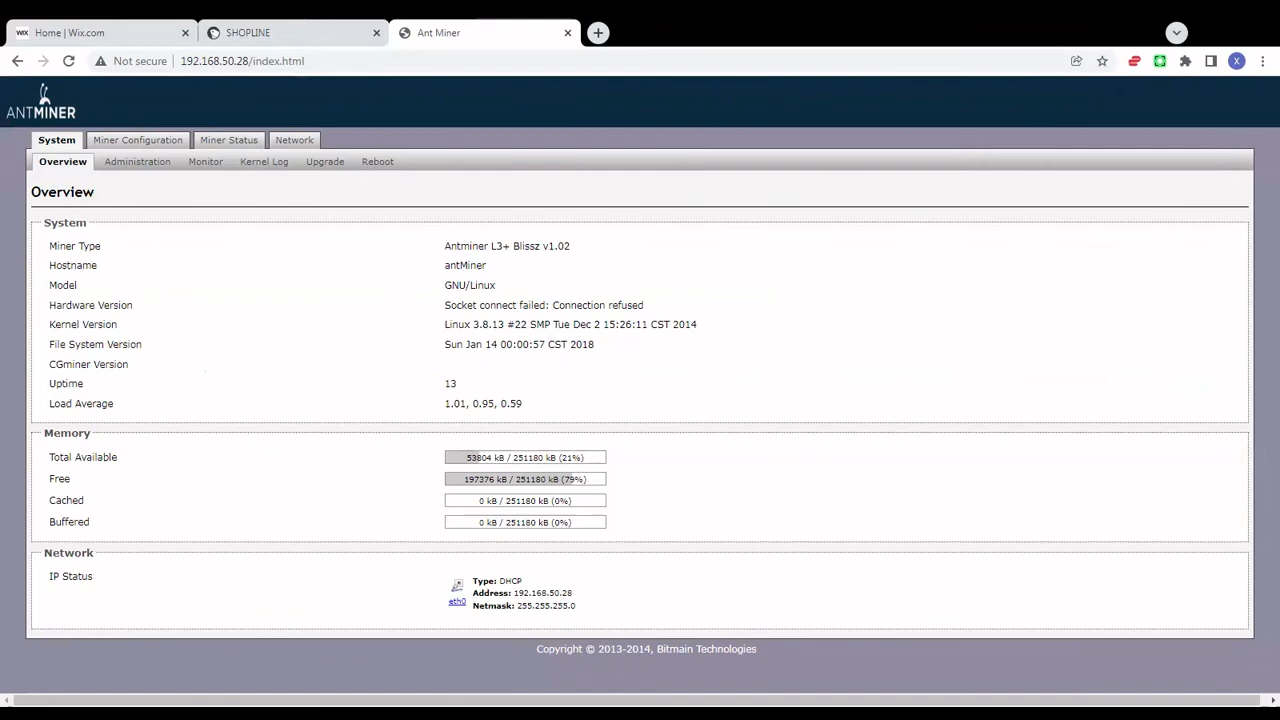 WIX Home | Wix.com
SHOPLINE
Ant Miner
Not secure 192.168.50.28/index.html
X
ANTMINER
System Miner Configuration Miner Status Network
Overview Administration Monitor Kernel Log Upgrade Reboot
Overview
System
Miner Type Antminer L3+ Blissz v1.02
Hostname antMiner
Model GNU/Linux
Hardware Version Socket connect failed: Connection refused
Kernel Version Linux 3.8.13 #22 SMP Tue Dec 2 15:26:11 CST 2014
File System Version Sun Jan 14 00:00:57 CST 2018
CGminer Version
Uptime 13
Load Average 1.01, 0.95, 0.59
Memory
Total Available 53804 kB / 251180 kB (21%)
Free 197376 kB / 251180 kB (79%)
Cached 0 kB / 251180 kB (0%)
Buffered 0 kB / 251180 kB (0%)
Network
IP Status
Type: DHCP
Address: 192.168.50.28
eth0 Netmask: 255.255.255.0
Copyright © 2013-2014, Bitmain Technologies